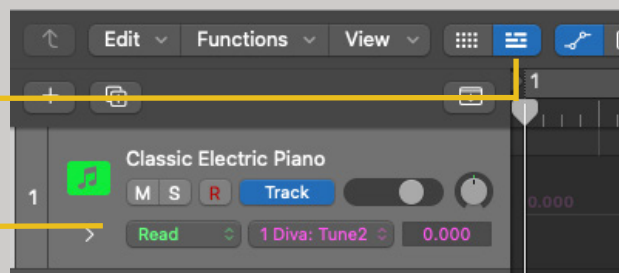 Edit Functions View
1
Classic Electric Piano
1 M S R Track
0.000
Read 1 Diva: Tune2 0.000